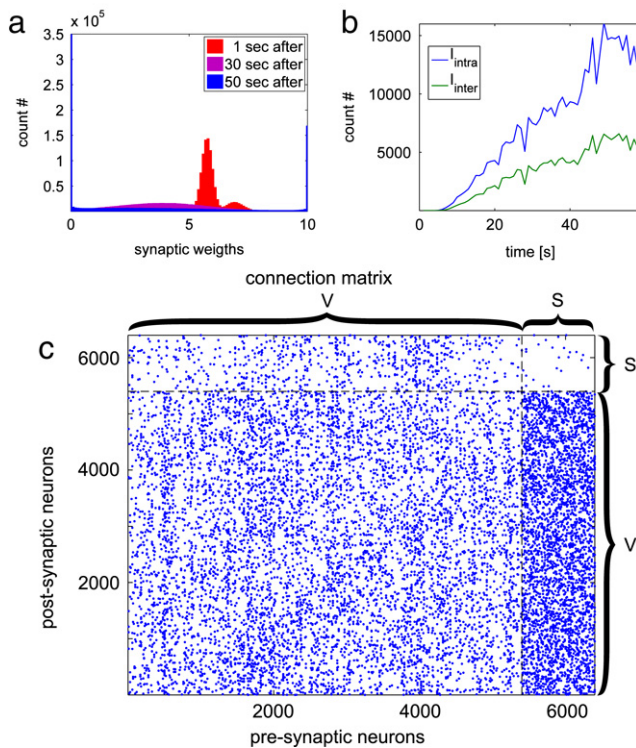 a
x 10^5
3.5
3
2.5
2
1.5
1
0.5
count #
1 sec after
30 sec after
50 sec after
0
5
10
synaptic weigths
b
15000
10000
5000
count #
I_intra
I_inter
0
20
40
time [s]
connection matrix
V
S
c
6000
4000
2000
post-synaptic neurons
S
V
2000
4000
6000
pre-synaptic neurons